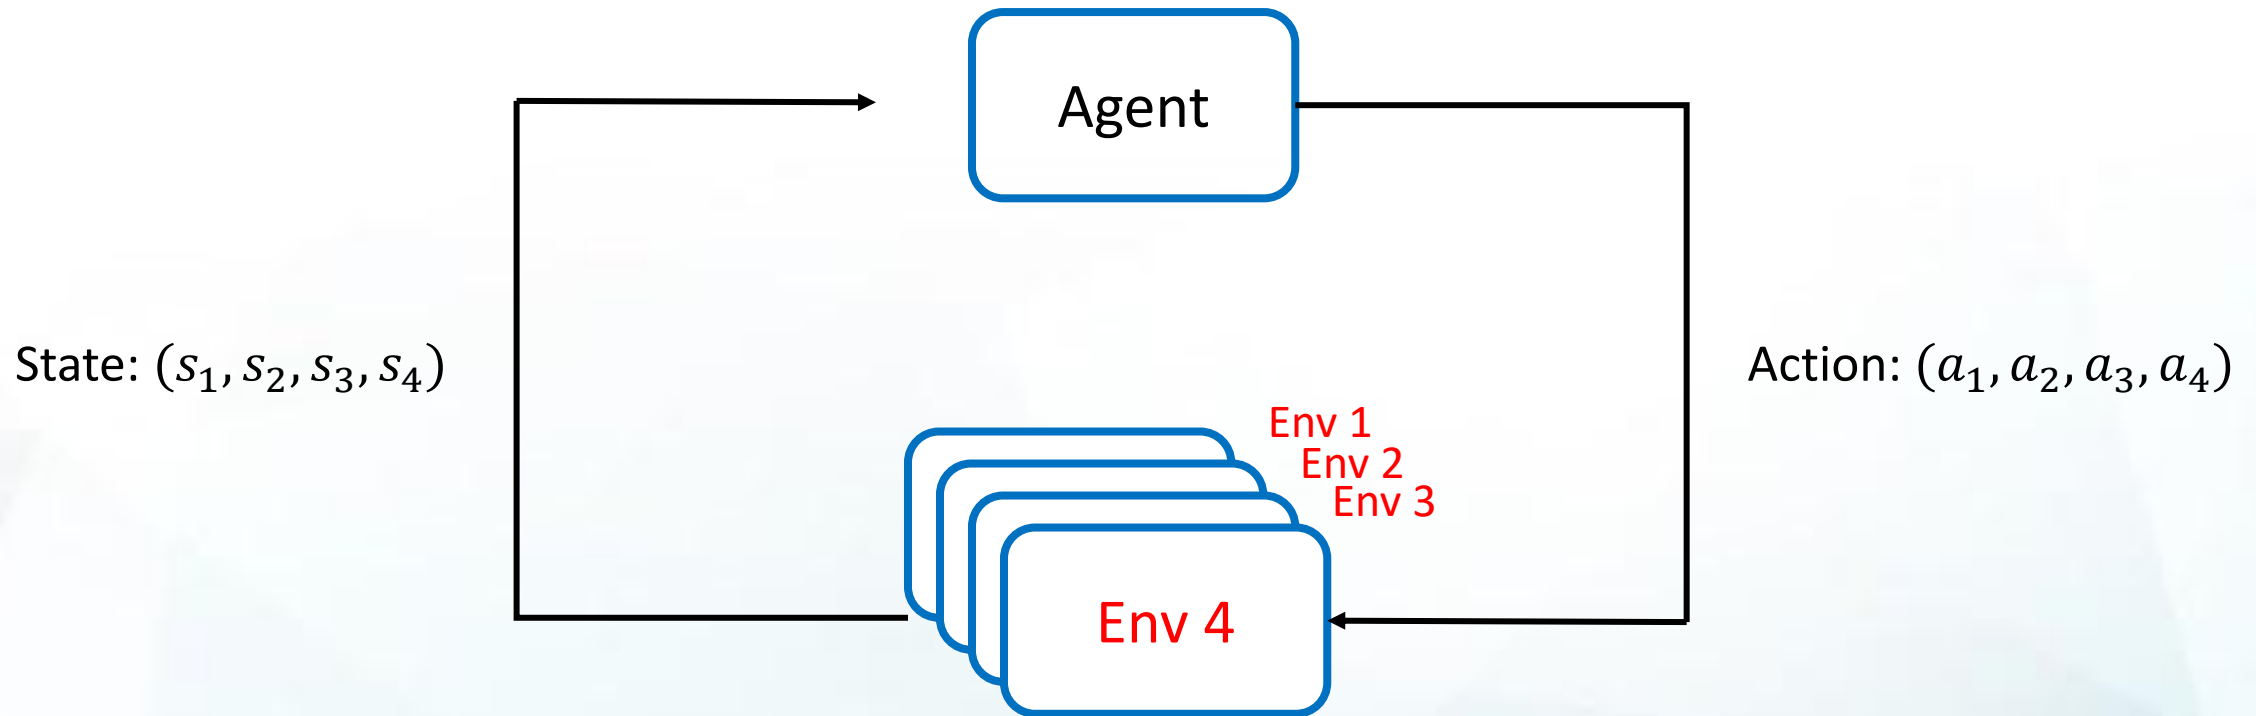 Agent
State: (s₁, s₂, s₃, s₄)
Action: (a₁, a₂, a₃, a₄)
Env 1
Env 2
Env 3
Env 4